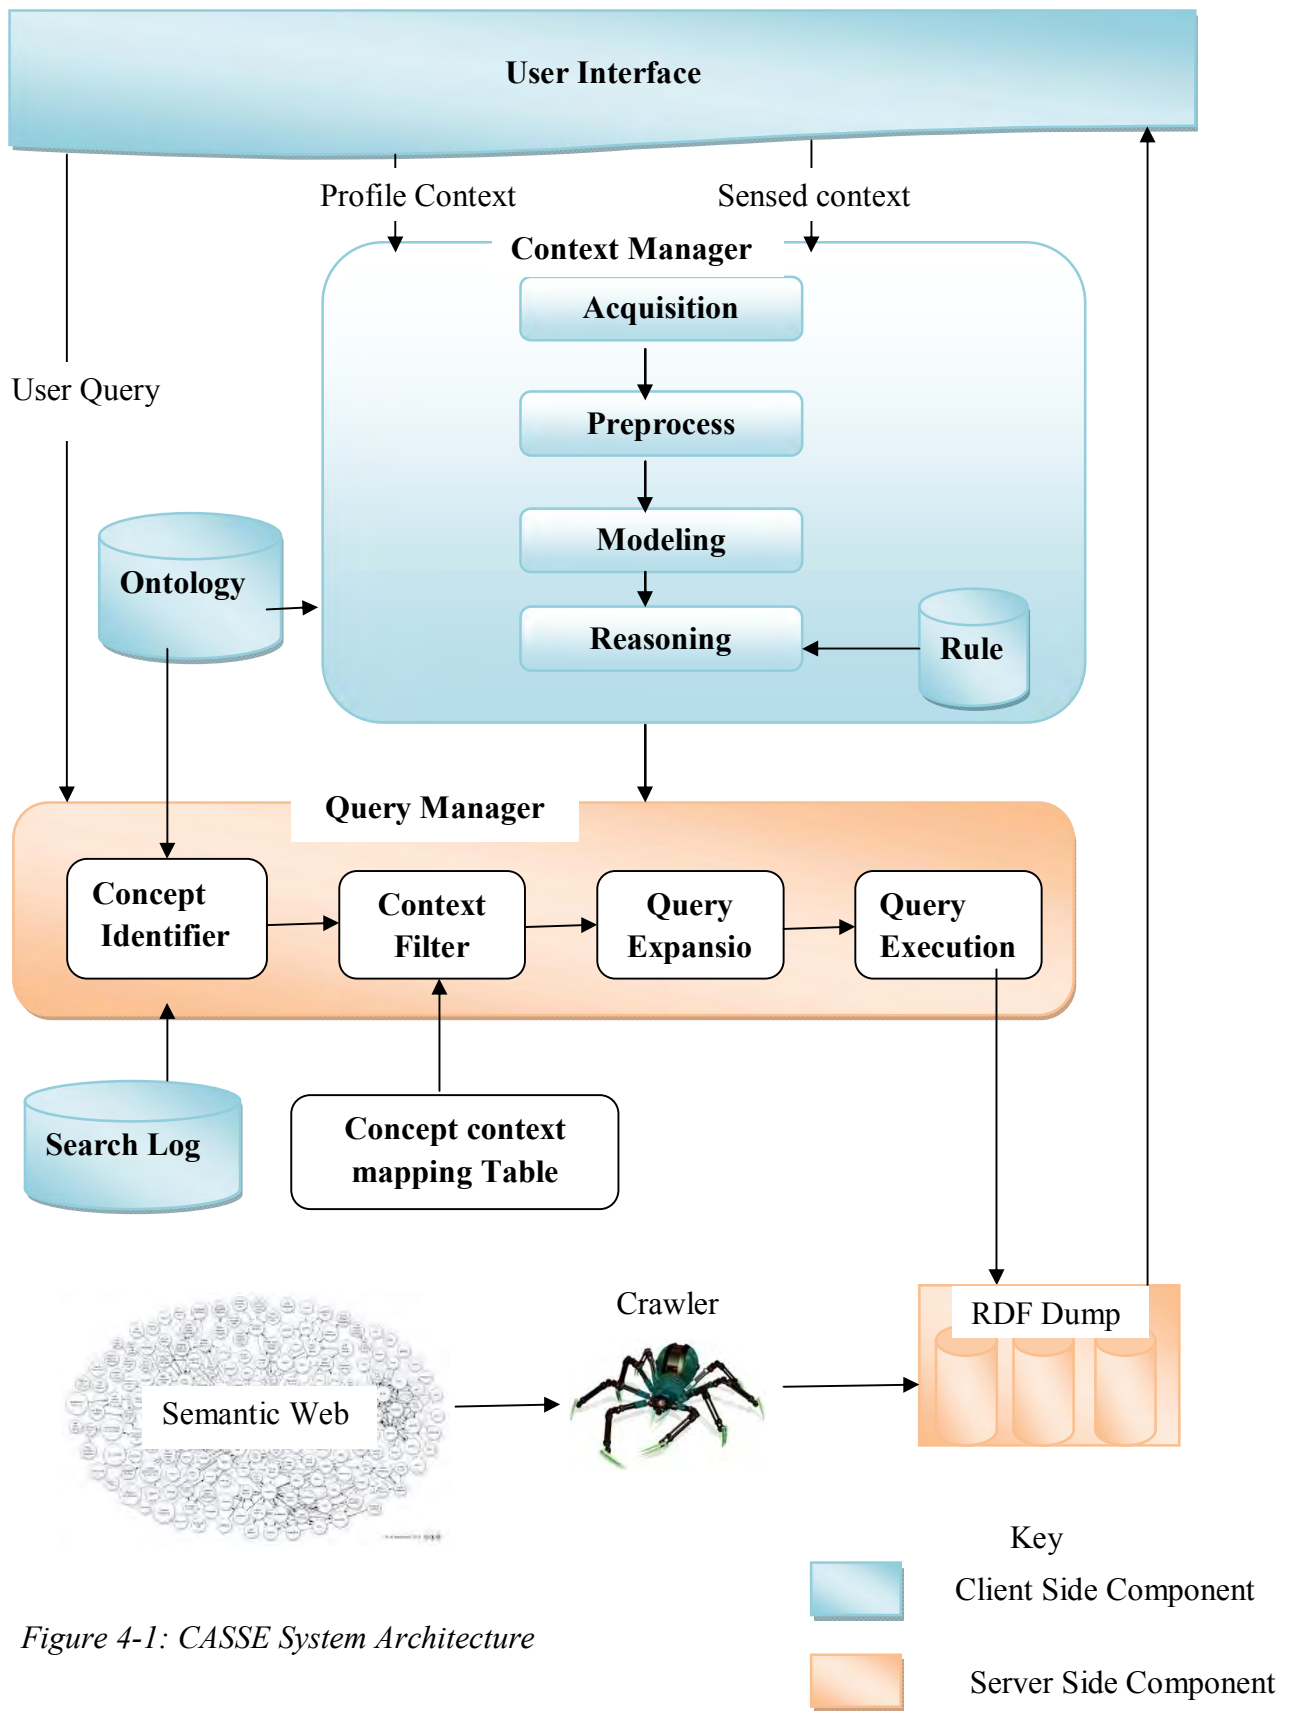 User Interface
Profile Context
Sensed context
Context Manager
Acquisition
User Query
Preprocess
Modeling
Ontology
Reasoning
Rule
Query Manager
Concept
Identifier
Context
Filter
Query
Expansio
Query
Execution
Search Log
Concept context
mapping Table
Crawler
RDF Dump
Semantic Web
Key
Client Side Component
Figure 4-1: CASSE System Architecture
Server Side Component